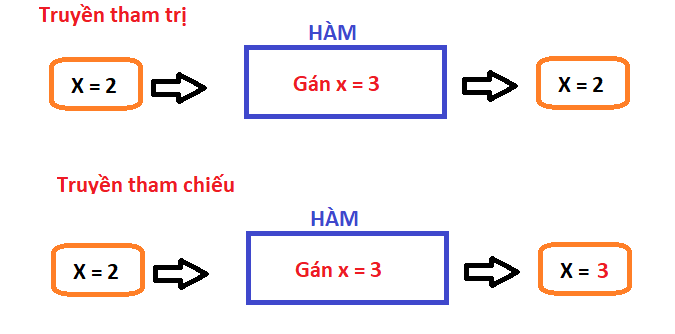 Truyền tham trị
HÀM
X = 2
Gán x = 3
X = 2
Truyền tham chiếu
HÀM
X = 2
Gán x = 3
X = 3